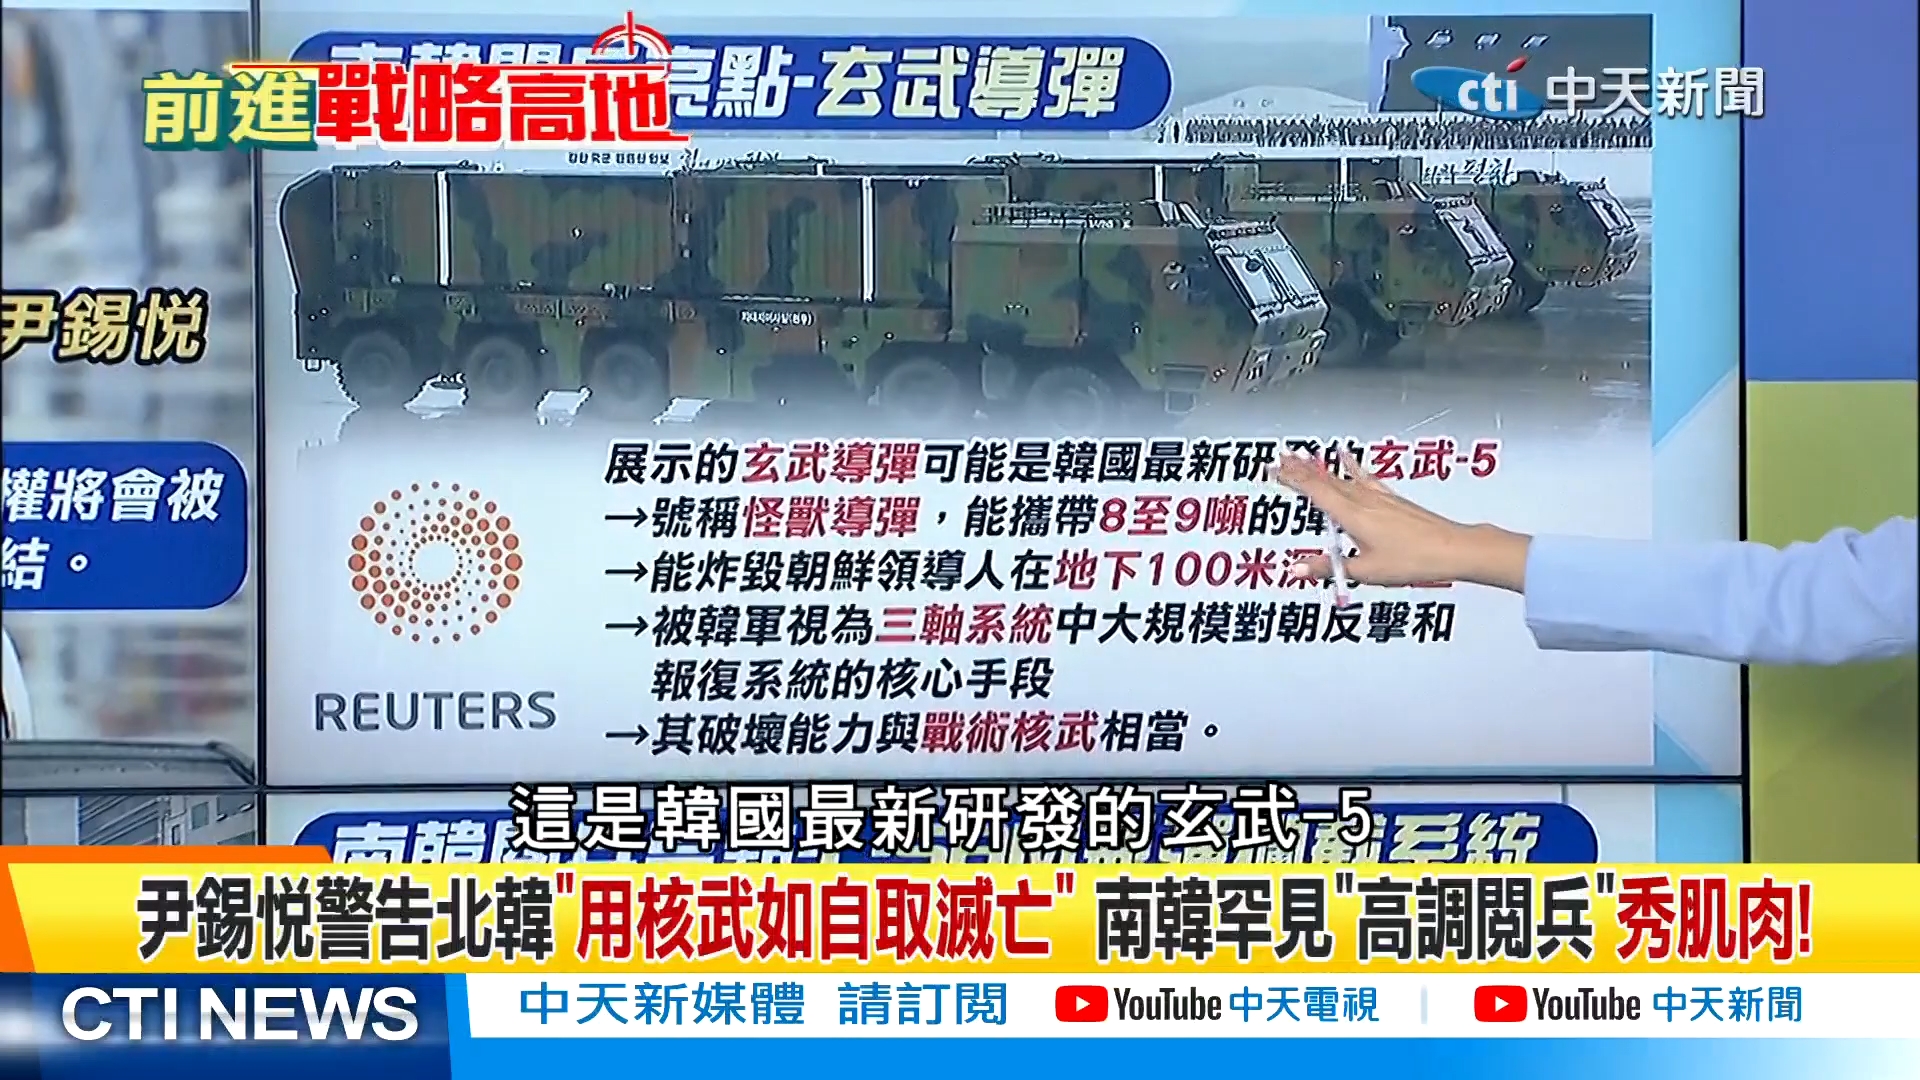 前進戰略高地
亮點-玄武導彈
cti 中天新聞
尹錫悅
權將會被
結。
展示的玄武導彈可能是韓國最新研發的玄武-5
→號稱怪獸導彈，能攜帶8至9噸的彈
→能炸毀朝鮮領導人在地下100米深
→被韓軍視為三軸系統中大規模對朝反擊和
報復系統的核心手段
→其破壞能力與戰術核武相當。
REUTERS
這是韓國最新研發的玄武-5
尹錫悅警告北韓"用核武如自取滅亡" 南韓罕見"高調閱兵"秀肌肉!
CTI NEWS
中天新媒體 請訂閱 YouTube 中天電視 | YouTube 中天新聞